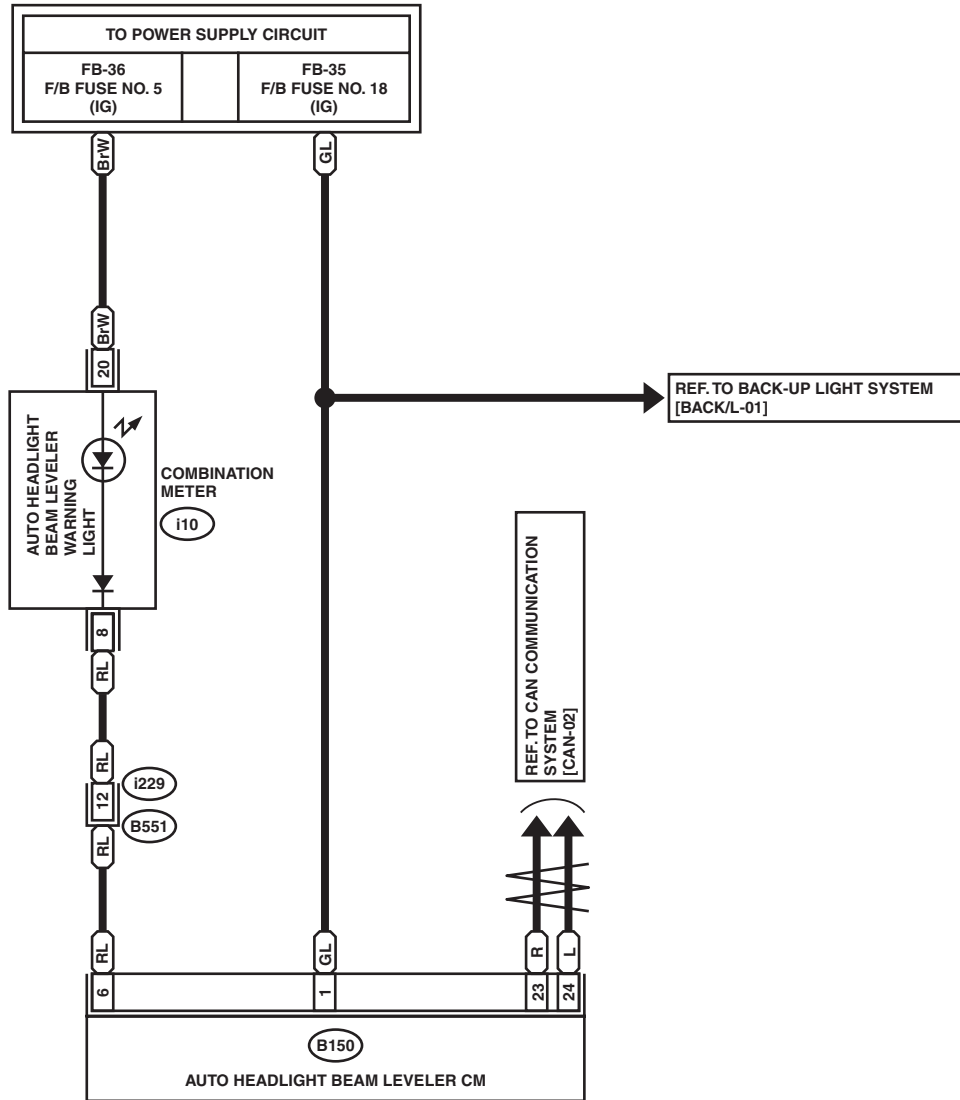 TO POWER SUPPLY CIRCUIT
FB-36
F/B FUSE NO. 5
(IG)
FB-35
F/B FUSE NO. 18
(IG)
BrW
GL
BrW
20
AUTO HEADLIGHT
BEAM LEVELER
WARNING
LIGHT
COMBINATION
METER
i10
REF. TO BACK-UP LIGHT SYSTEM
[BACK/L-01]
8
RL
RL
12
i229
B551
RL
REF. TO CAN COMMUNICATION
SYSTEM
[CAN-02]
RL
GL
R
L
6
1
23
24
B150
AUTO HEADLIGHT BEAM LEVELER CM